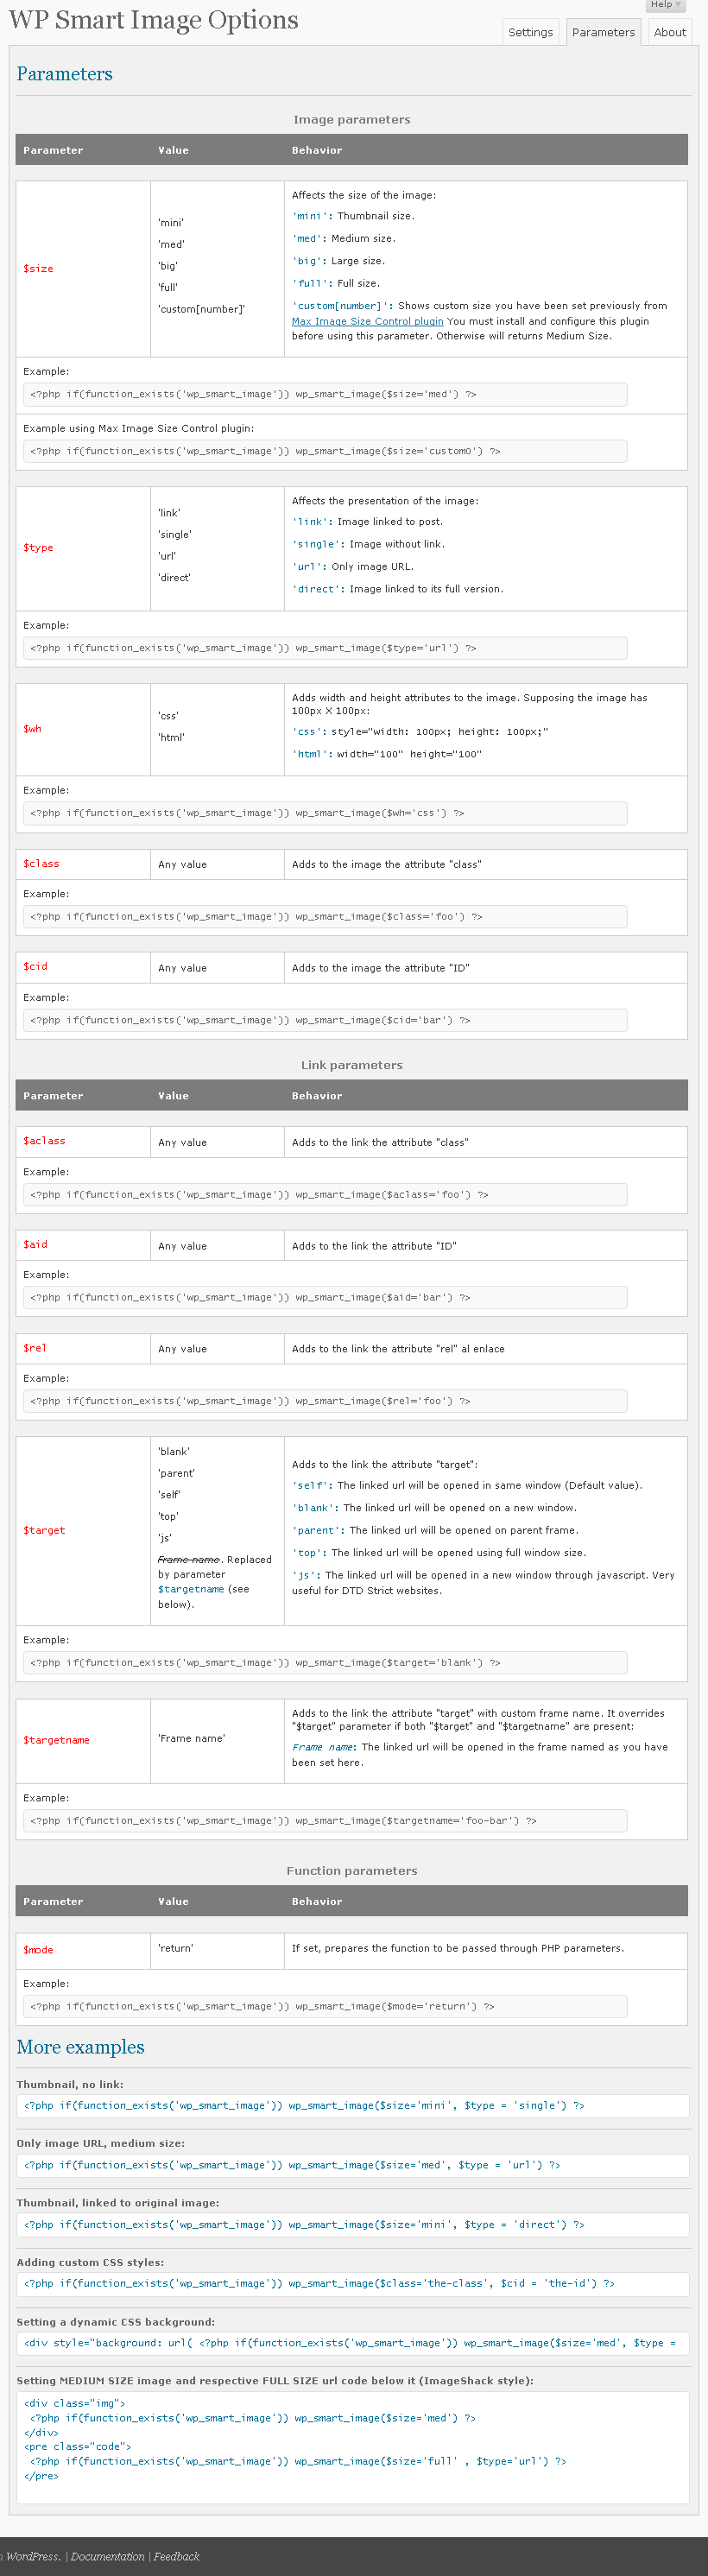 WP Smart Image Options
Help
Settings Parameters About
Parameters
Image parameters
Parameter Value Behavior
$size
'mini'
'med'
'big'
'full'
'custom[number]'
Affects the size of the image:
'mini': Thumbnail size.
'med': Medium size.
'big': Large size.
'full': Full size.
'custom[number]': Shows custom size you have been set previously from
Max Image Size Control plugin You must install and configure this plugin
before using this parameter. Otherwise will returns Medium Size.
Example:
<?php if(function_exists('wp_smart_image')) wp_smart_image($size='med') ?>
Example using Max Image Size Control plugin:
<?php if(function_exists('wp_smart_image')) wp_smart_image($size='custom0') ?>
$type
'link'
'single'
'url'
'direct'
Affects the presentation of the image:
'link': Image linked to post.
'single': Image without link.
'url': Only image URL.
'direct': Image linked to its full version.
Example:
<?php if(function_exists('wp_smart_image')) wp_smart_image($type='url') ?>
$wh
'css'
'html'
Adds width and height attributes to the image. Supposing the image has
100px X 100px:
'css': style="width: 100px; height: 100px;"
'html': width="100" height="100"
Example:
<?php if(function_exists('wp_smart_image')) wp_smart_image($wh='css') ?>
$class Any value Adds to the image the attribute "class"
Example:
<?php if(function_exists('wp_smart_image')) wp_smart_image($class='foo') ?>
$cid Any value Adds to the image the attribute "ID"
Example:
<?php if(function_exists('wp_smart_image')) wp_smart_image($cid='bar') ?>
Link parameters
Parameter Value Behavior
$aclass Any value Adds to the link the attribute "class"
Example:
<?php if(function_exists('wp_smart_image')) wp_smart_image($aclass='foo') ?>
$aid Any value Adds to the link the attribute "ID"
Example:
<?php if(function_exists('wp_smart_image')) wp_smart_image($aid='bar') ?>
$rel Any value Adds to the link the attribute "rel" al enlace
Example:
<?php if(function_exists('wp_smart_image')) wp_smart_image($rel='foo') ?>
$target
'blank'
'parent'
'self'
'top'
'js'
Frame name. Replaced
by parameter
$targetname (see
below).
Adds to the link the attribute "target":
'self': The linked url will be opened in same window (Default value).
'blank': The linked url will be opened on a new window.
'parent': The linked url will be opened on parent frame.
'top': The linked url will be opened using full window size.
'js': The linked url will be opened in a new window through javascript. Very
useful for DTD Strict websites.
Example:
<?php if(function_exists('wp_smart_image')) wp_smart_image($target='blank') ?>
$targetname
'Frame name'
Adds to the link the attribute "target" with custom frame name. It overrides
"$target" parameter if both "$target" and "$targetname" are present:
Frame name: The linked url will be opened in the frame named as you have
been set here.
Example:
<?php if(function_exists('wp_smart_image')) wp_smart_image($targetname='foo-bar') ?>
Function parameters
Parameter Value Behavior
$mode 'return' If set, prepares the function to be passed through PHP parameters.
Example:
<?php if(function_exists('wp_smart_image')) wp_smart_image($mode='return') ?>
More examples
Thumbnail, no link:
<?php if(function_exists('wp_smart_image')) wp_smart_image($size='mini', $type = 'single') ?>
Only image URL, medium size:
<?php if(function_exists('wp_smart_image')) wp_smart_image($size='med', $type = 'url') ?>
Thumbnail, linked to original image:
<?php if(function_exists('wp_smart_image')) wp_smart_image($size='mini', $type = 'direct') ?>
Adding custom CSS styles:
<?php if(function_exists('wp_smart_image')) wp_smart_image($class='the-class', $cid = 'the-id') ?>
Setting a dynamic CSS background:
<div style="background: url( <?php if(function_exists('wp_smart_image')) wp_smart_image($size='med', $type =
Setting MEDIUM SIZE image and respective FULL SIZE url code below it (ImageShack style):
<div class="img">
<?php if(function_exists('wp_smart_image')) wp_smart_image($size='med') ?>
</div>
<pre class="code">
<?php if(function_exists('wp_smart_image')) wp_smart_image($size='full' , $type='url') ?>
</pre>
WordPress. | Documentation | Feedback